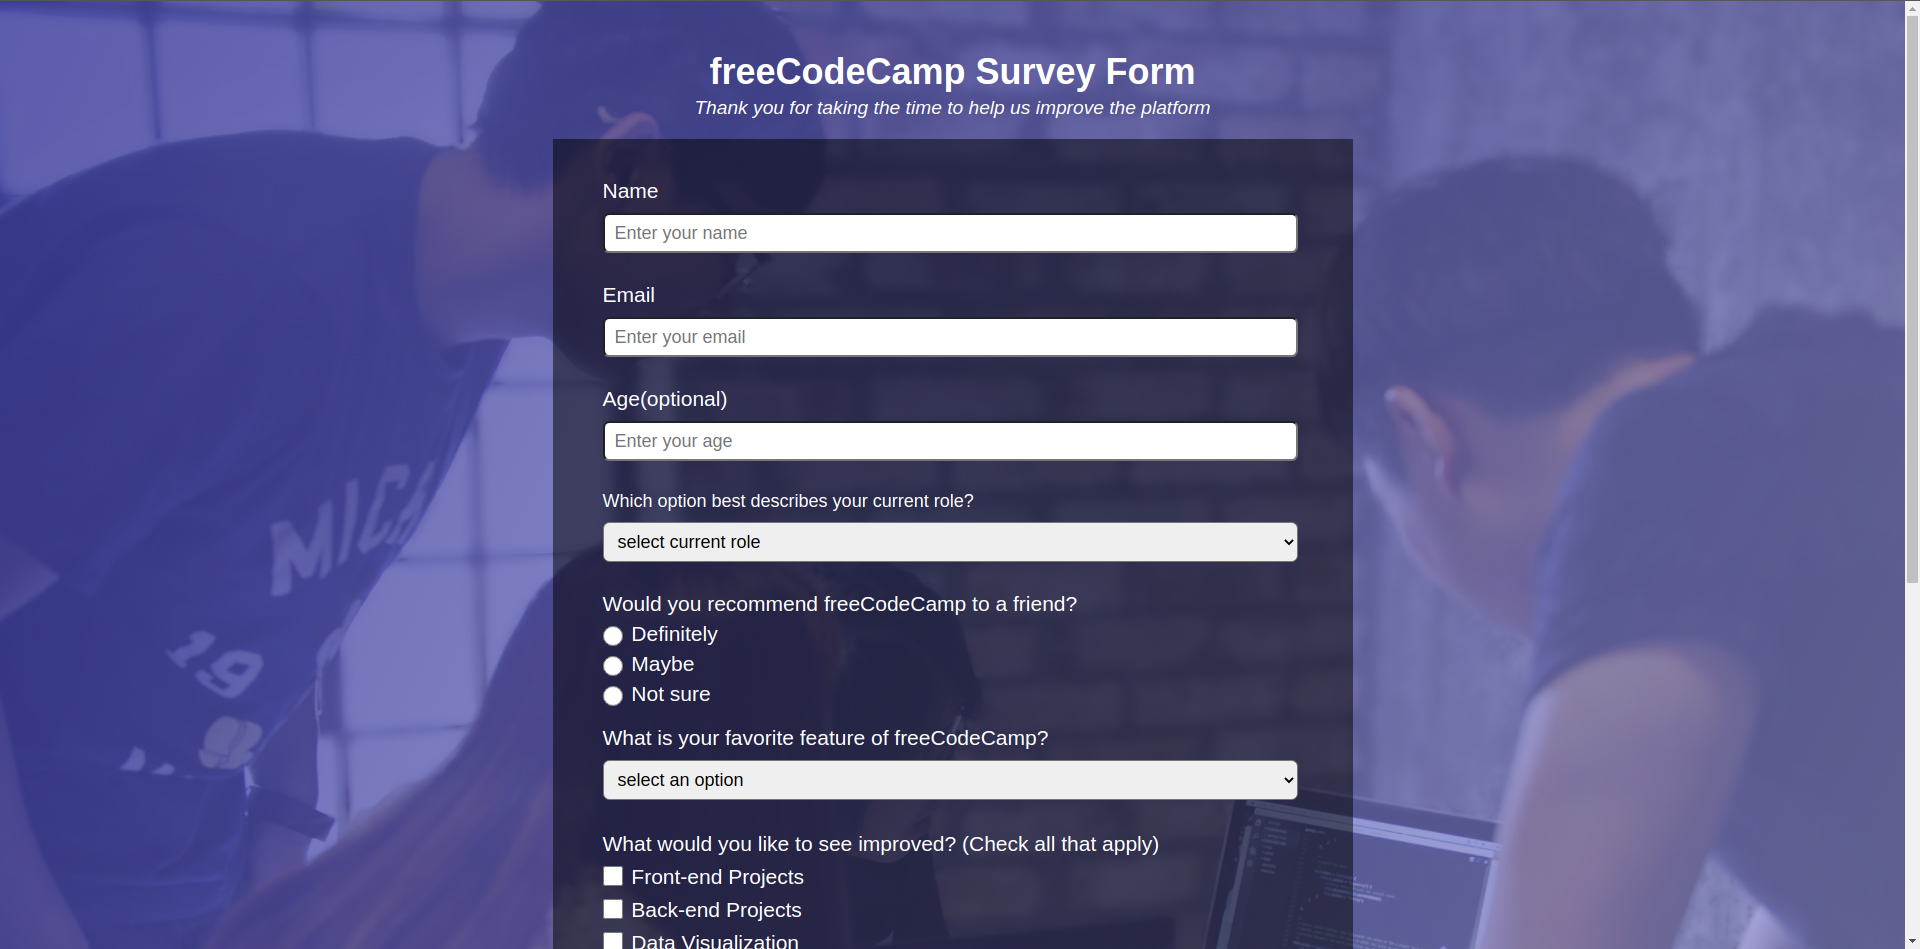 freeCodeCamp Survey Form
Thank you for taking the time to help us improve the platform
Name
Enter your name
Email
Enter your email
Age(optional)
Enter your age
Which option best describes your current role?
select current role
Would you recommend freeCodeCamp to a friend?
Definitely
Maybe
Not sure
What is your favorite feature of freeCodeCamp?
select an option
What would you like to see improved? (Check all that apply)
Front-end Projects
Back-end Projects
Data Visualization
19